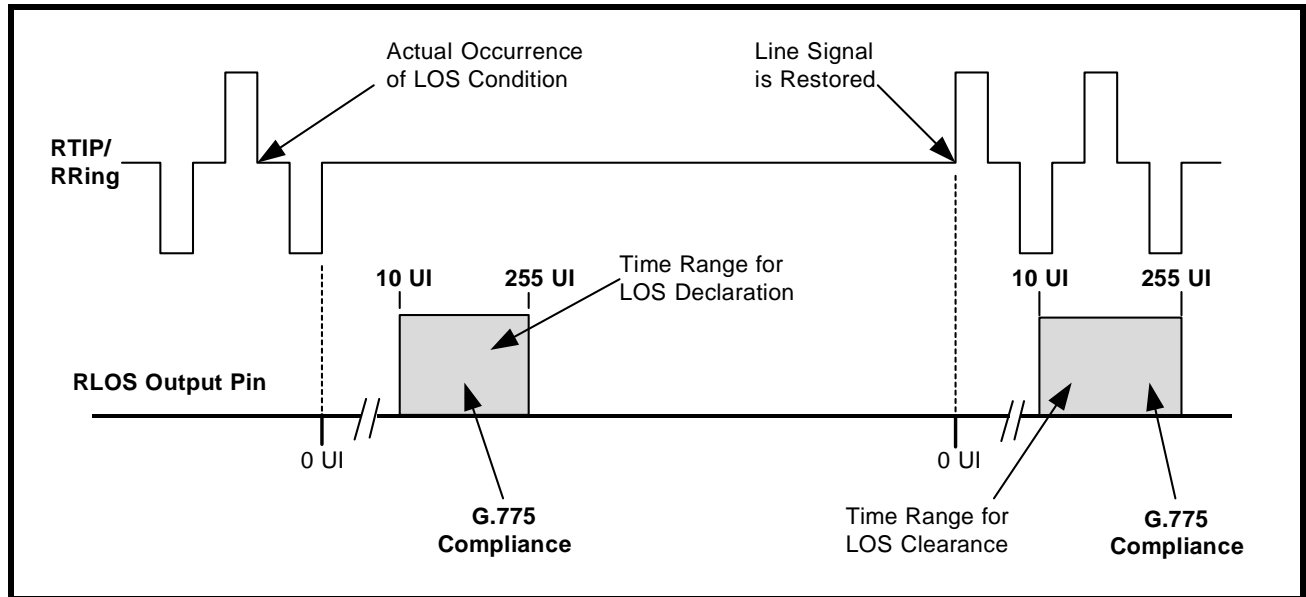 Actual Occurrence
of LOS Condition
Line Signal
is Restored
RTIP/
RRing
10 UI
255 UI
Time Range for
LOS Declaration
10 UI
255 UI
RLOS Output Pin
0 UI
0 UI
G.775
Compliance
Time Range for
LOS Clearance
G.775
Compliance